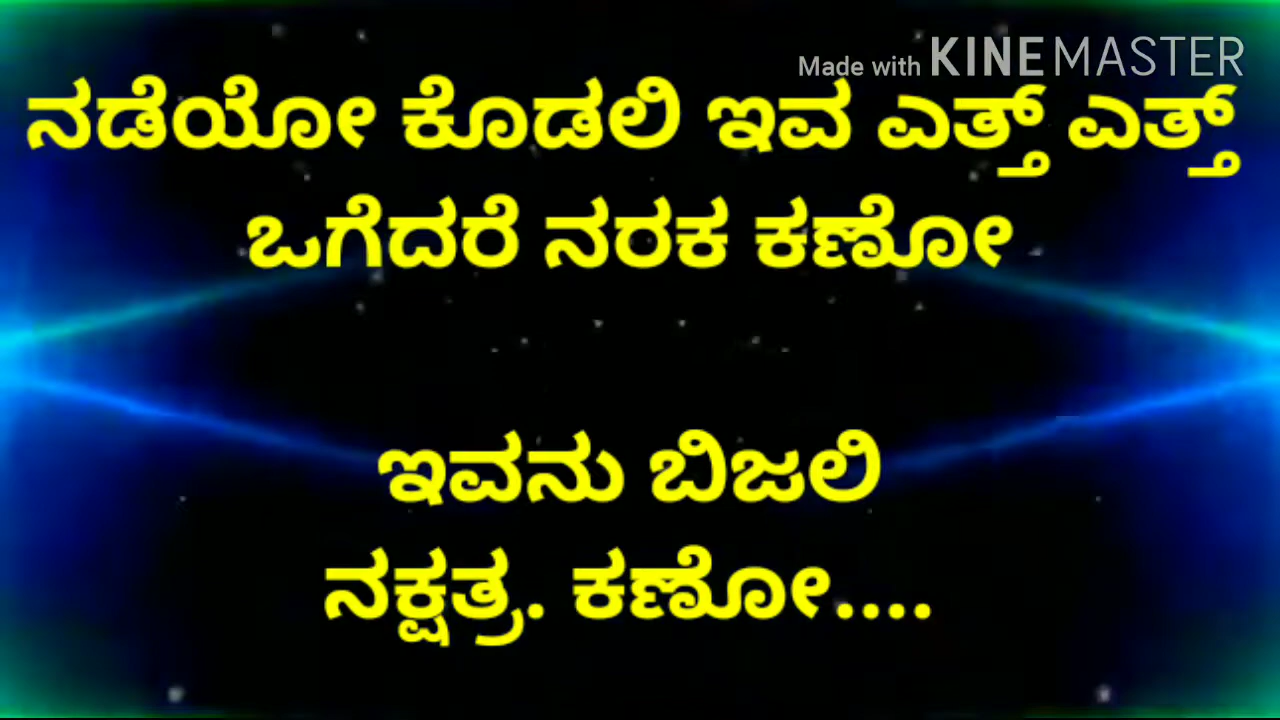 Made with KINEMASTER
ನಡೆಯೋ ಕೊಡಲಿ ಇವ ಎತ್ತ್ ಎತ್ತ್
ಒಗೆದರೆ ನರಕ ಕಣೋ
ಇವನು ಬಿಜಲಿ
ನಕ್ಷತ್ರ. ಕಣೋ....